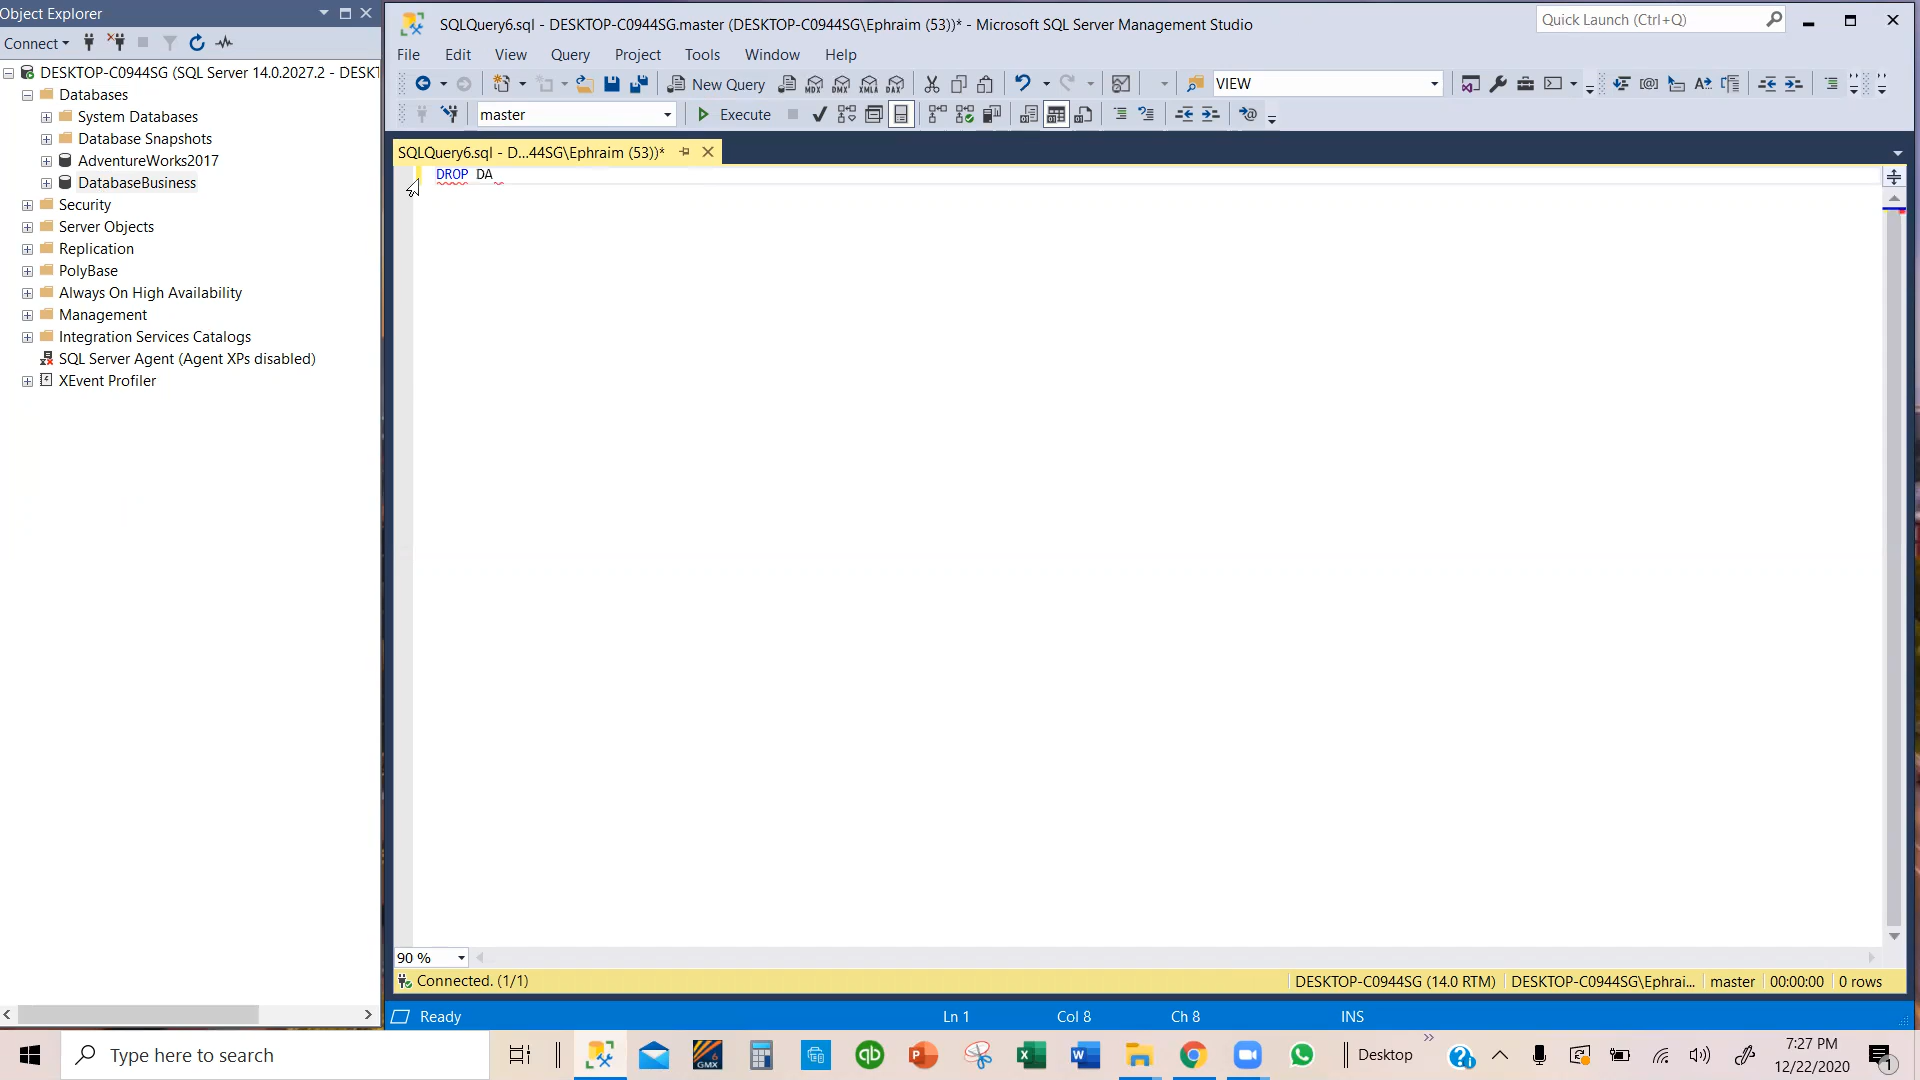 Object Explorer
Connect
DESKTOP-C0944SG (SQL Server 14.0.2027.2 - DESKT
Databases
System Databases
Database Snapshots
AdventureWorks2017
DatabaseBusiness
Security
Server Objects
Replication
PolyBase
Always On High Availability
Management
Integration Services Catalogs
SQL Server Agent (Agent XPs disabled)
XEvent Profiler
SQLQuery6.sql - DESKTOP-C0944SG.master (DESKTOP-C0944SG\Ephraim (53))* - Microsoft SQL Server Management Studio
Quick Launch (Ctrl+Q)
File Edit View Query Project Tools Window Help
New Query MDX DMX XMLA DAX VIEW
master Execute
SQLQuery6.sql - D...44SG\Ephraim (53))*
DROP DA
90 %
Connected. (1/1) DESKTOP-C0944SG (14.0 RTM) DESKTOP-C0944SG\Ephrai... master 00:00:00 0 rows
Ready Ln 1 Col 8 Ch 8 INS
Type here to search
GMX
Desktop
7:27 PM
12/22/2020
1